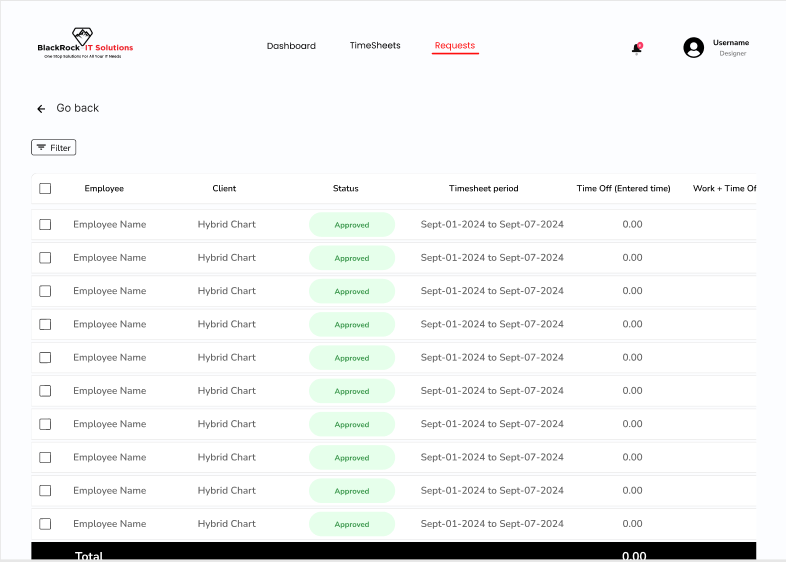 BlackRock IT Solutions
One Stop Solutions For All Your IT Needs
Dashboard TimeSheets Requests
Username
Designer
Go back
Filter
Employee Client Status Timesheet period Time Off (Entered time) Work + Time Of
Employee Name Hybrid Chart Approved Sept-01-2024 to Sept-07-2024 0.00
Employee Name Hybrid Chart Approved Sept-01-2024 to Sept-07-2024 0.00
Employee Name Hybrid Chart Approved Sept-01-2024 to Sept-07-2024 0.00
Employee Name Hybrid Chart Approved Sept-01-2024 to Sept-07-2024 0.00
Employee Name Hybrid Chart Approved Sept-01-2024 to Sept-07-2024 0.00
Employee Name Hybrid Chart Approved Sept-01-2024 to Sept-07-2024 0.00
Employee Name Hybrid Chart Approved Sept-01-2024 to Sept-07-2024 0.00
Employee Name Hybrid Chart Approved Sept-01-2024 to Sept-07-2024 0.00
Employee Name Hybrid Chart Approved Sept-01-2024 to Sept-07-2024 0.00
Employee Name Hybrid Chart Approved Sept-01-2024 to Sept-07-2024 0.00
Total 0.00